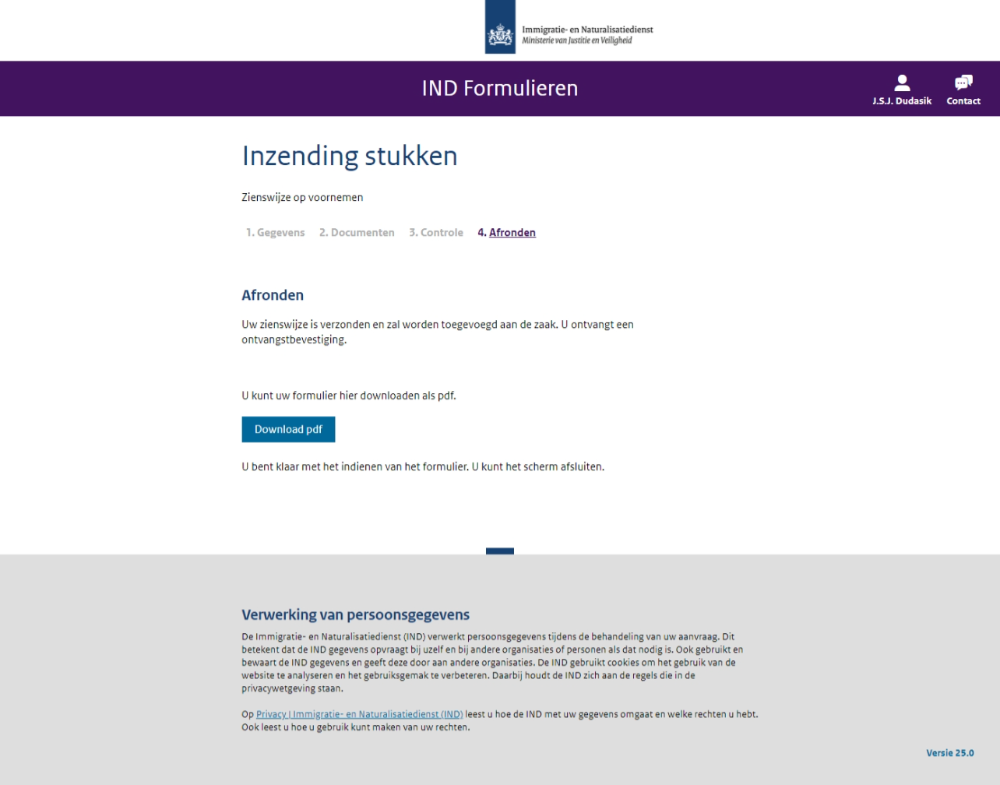 Immigratie- en Naturalisatiedienst
Ministerie van Justitie en Veiligheid
IND Formulieren
J.S.J. Dudasik
Contact
Inzending stukken
Zienswijze op voornemen
1. Gegevens 2. Documenten 3. Controle 4. Afronden
Afronden
Uw zienswijze is verzonden en zal worden toegevoegd aan de zaak. U ontvangt een
ontvangstbevestiging.
U kunt uw formulier hier downloaden als pdf.
Download pdf
U bent klaar met het indienen van het formulier. U kunt het scherm afsluiten.
Verwerking van persoonsgegevens
De Immigratie- en Naturalisatiedienst (IND) verwerkt persoonsgegevens tijdens de behandeling van uw aanvraag. Dit
betekent dat de IND gegevens opvraagt bij uzelf en bij andere organisaties of personen als dat nodig is. Ook gebruikt en
bewaart de IND gegevens en geeft deze door aan andere organisaties. De IND gebruikt cookies om het gebruik van de
website te analyseren en het gebruiksgemak te verbeteren. Daarbij houdt de IND zich aan de regels die in de
privacywetgeving staan.
Op Privacy | Immigratie- en Naturalisatiedienst (IND) leest u hoe de IND met uw gegevens omgaat en welke rechten u hebt.
Ook leest u hoe u gebruik kunt maken van uw rechten.
Versie 25.0